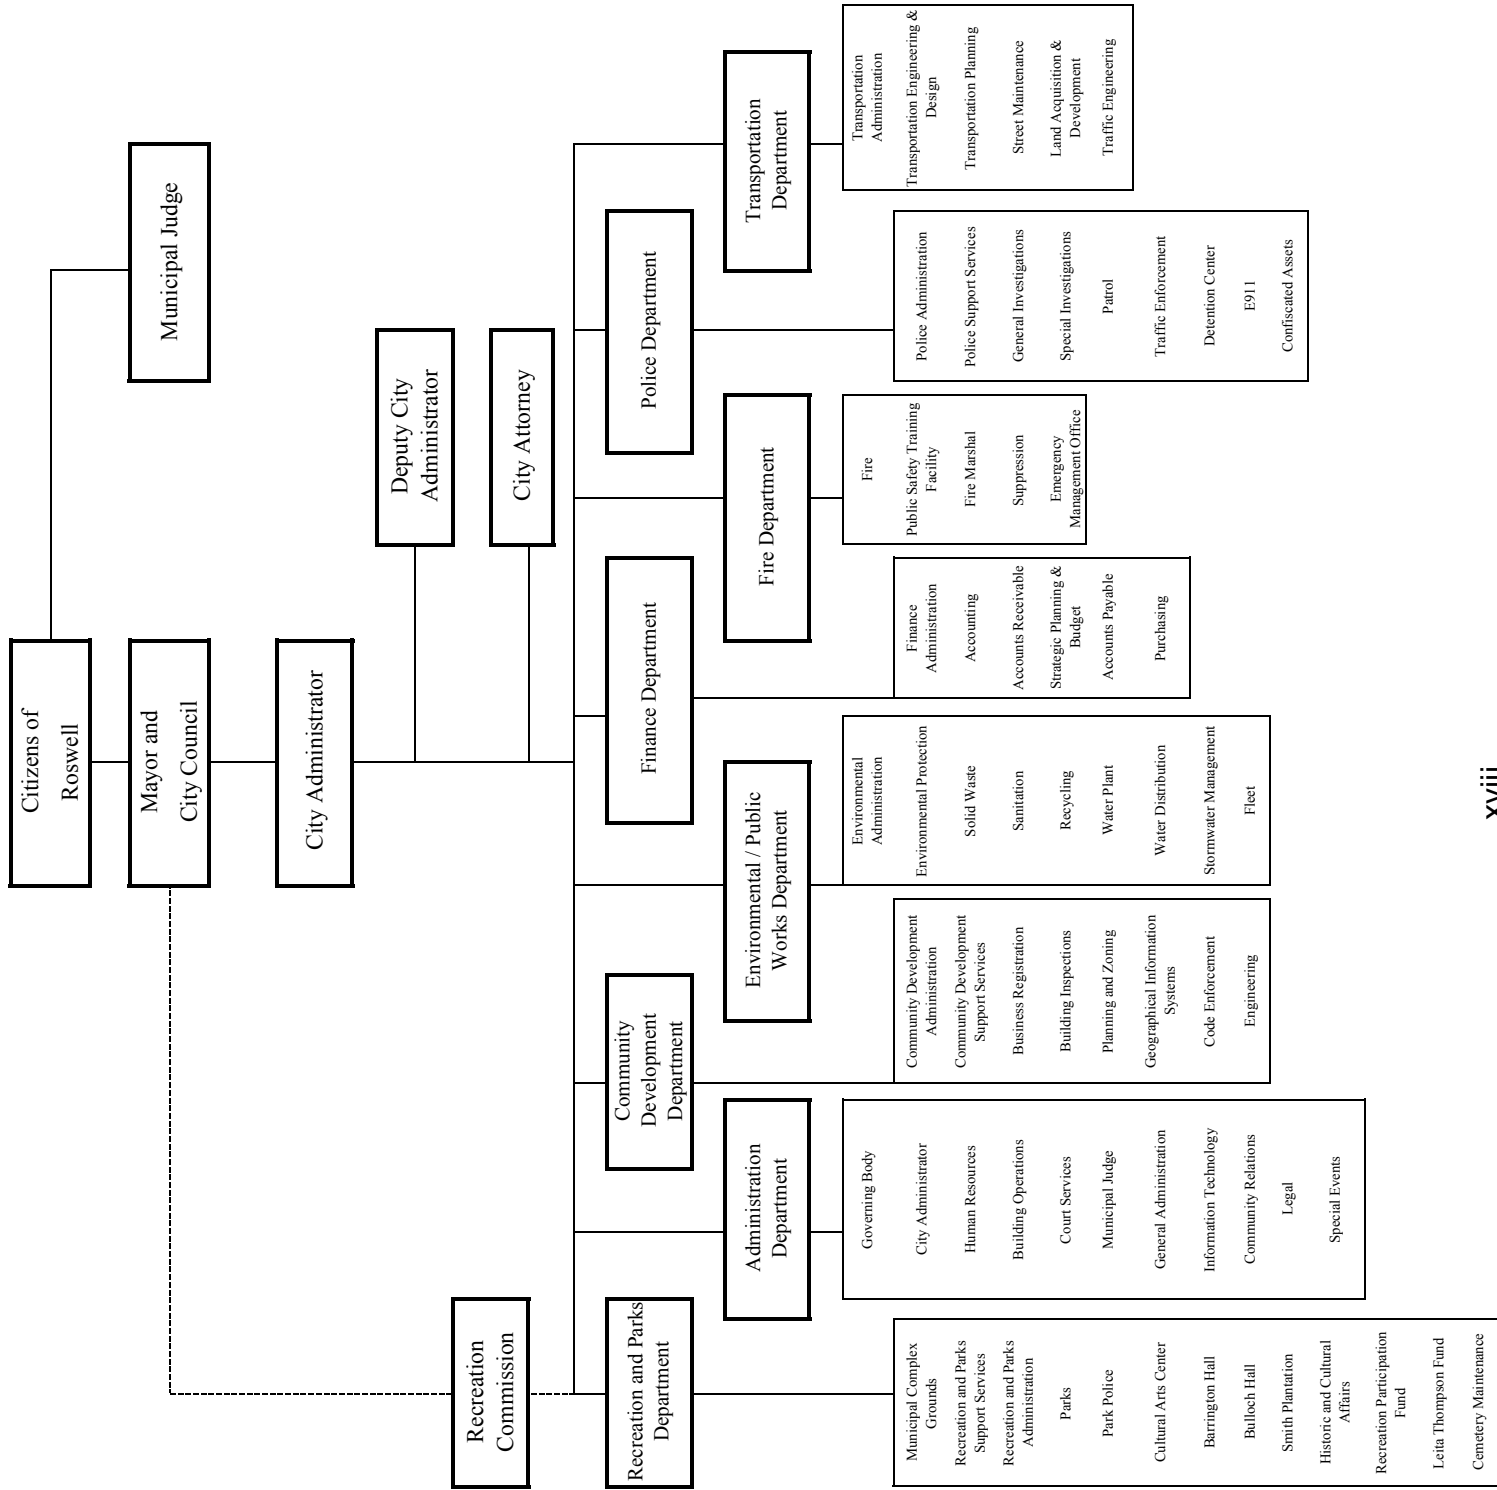 Citizens of
Roswell
Municipal Judge
Mayor and
City Council
City Administrator
Deputy City
Administrator
City Attorney
Recreation
Commission
Recreation and Parks
Department
Administration
Department
Community
Development
Department
Environmental / Public
Works Department
Finance Department
Fire Department
Police Department
Transportation
Department
Municipal Complex
Grounds
Recreation and Parks
Support Services
Recreation and Parks
Administration
Parks
Park Police
Cultural Arts Center
Barrington Hall
Bulloch Hall
Smith Plantation
Historic and Cultural
Affairs
Recreation Participation
Fund
Leita Thompson Fund
Cemetery Maintenance
Governing Body
City Administrator
Human Resources
Building Operations
Court Services
Municipal Judge
General Administration
Information Technology
Community Relations
Legal
Special Events
Community Development
Administration
Community Development
Support Services
Business Registration
Building Inspections
Planning and Zoning
Geographical Information
Systems
Code Enforcement
Engineering
Environmental
Administration
Environmental Protection
Solid Waste
Sanitation
Recycling
Water Plant
Water Distribution
Stormwater Management
Fleet
Finance
Administration
Accounting
Accounts Receivable
Strategic Planning &
Budget
Accounts Payable
Purchasing
Fire
Public Safety Training
Facility
Fire Marshal
Suppression
Emergency
Management Office
Police Administration
Police Support Services
General Investigations
Special Investigations
Patrol
Traffic Enforcement
Detention Center
E911
Confiscated Assets
Transportation
Administration
Transportation Engineering &
Design
Transportation Planning
Street Maintenance
Land Acquisition &
Development
Traffic Engineering
xviii